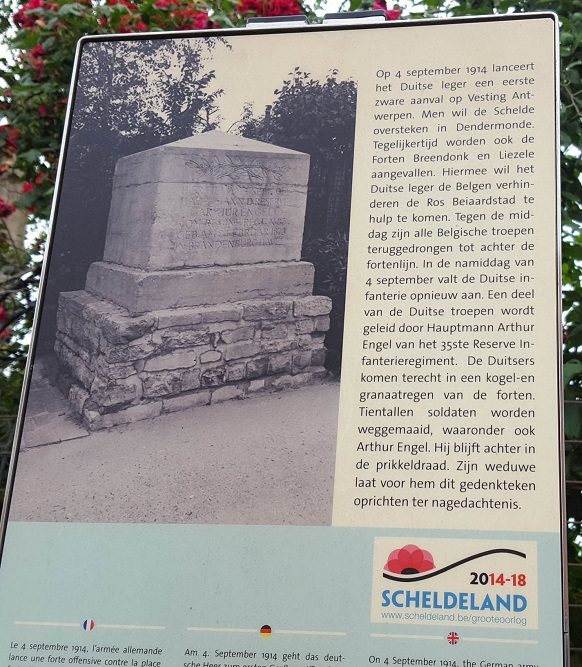 Op 4 september 1914 lanceert
het Duitse leger een eerste
zware aanval op Vesting Ant-
werpen. Men wil de Schelde
oversteken in Dendermonde.
Tegelijkertijd worden ook de
Forten Breendonk en Liezele
aangevallen. Hiermee wil het
Duitse leger de Belgen verhin-
deren de Ros Beiaardstad te
hulp te komen. Tegen de mid-
dag zijn alle Belgische troepen
teruggedrongen tot achter de
fortenlijn. In de namiddag van
4 september valt de Duitse in-
fanterie opnieuw aan. Een deel
van de Duitse troepen wordt
geleid door Hauptmann Arthur
Engel van het 35ste Reserve In-
fanterieregiment. De Duitsers
komen terecht in een kogel-en
granaatregen van de forten.
Tientallen soldaten worden
weggemaaid, waaronder ook
Arthur Engel. Hij blijft achter in
de prikkeldraad. Zijn weduwe
laat voor hem dit gedenkteken
oprichten ter nagedachtenis.
2014-18
SCHELDELAND
www.scheldeland.be/grooteoorlog
Le 4 septembre 1914, l'armée allemande
lance une forte offensive contre la place
Am 4. September 1914 geht das deut-
On 4 September 1914, the German army